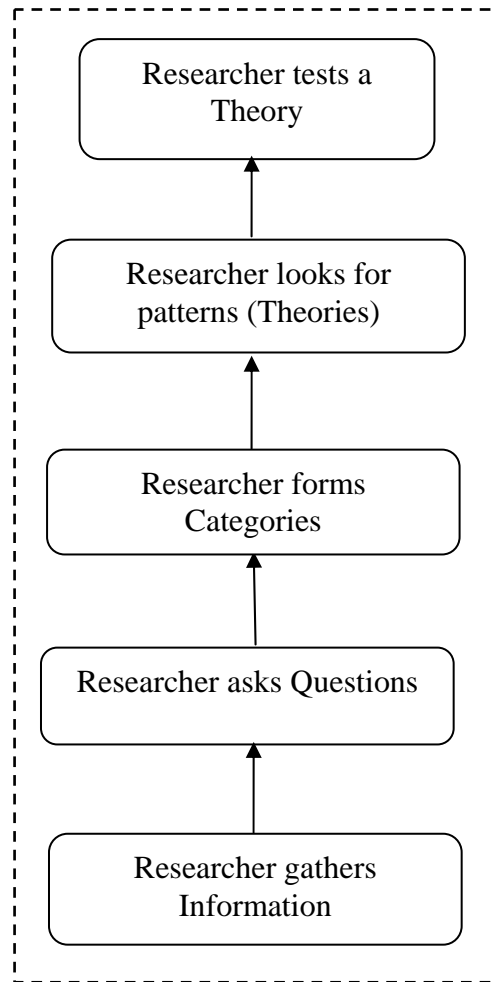 Researcher tests a
Theory
Researcher looks for
patterns (Theories)
Researcher forms
Categories
Researcher asks Questions
Researcher gathers
Information